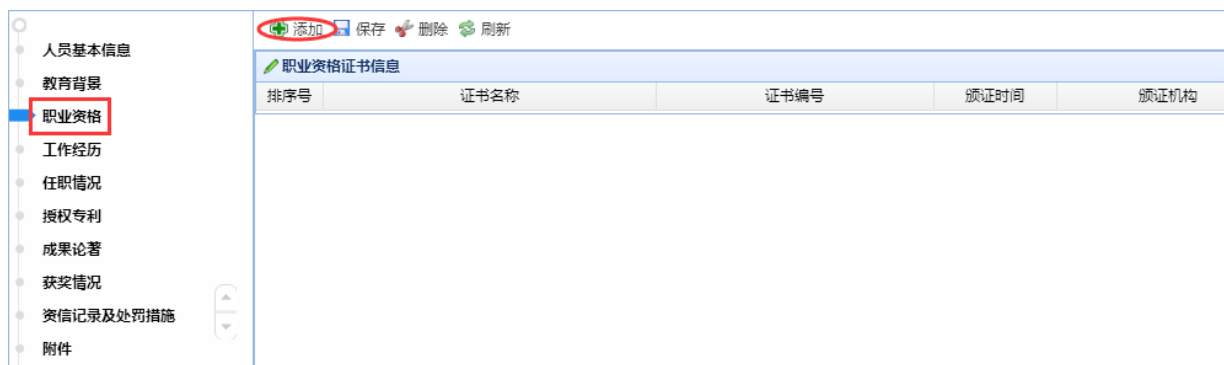 添加 保存 删除 刷新
人员基本信息
教育背景
职业资格
工作经历
任职情况
授权专利
成果论著
获奖情况
资信记录及处罚措施
附件
职业资格证书信息
排序号 证书名称 证书编号 颁证时间 颁证机构